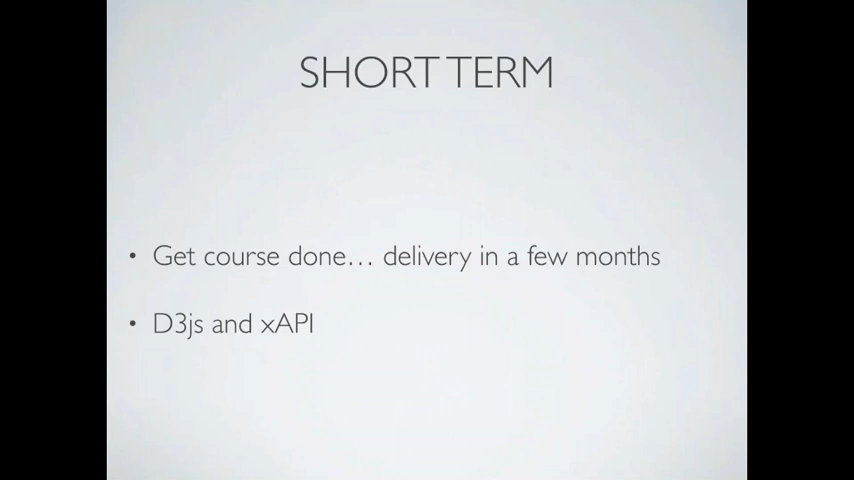 SHORT TERM
• Get course done... delivery in a few months
• D3js and xAPI